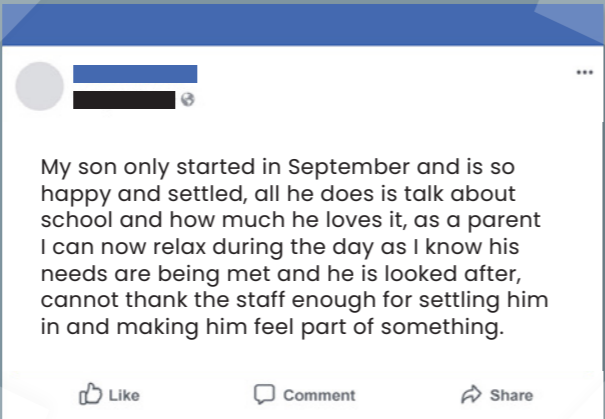 My son only started in September and is so
happy and settled, all he does is talk about
school and how much he loves it, as a parent
I can now relax during the day as I know his
needs are being met and he is looked after,
cannot thank the staff enough for settling him
in and making him feel part of something.
Like Comment Share